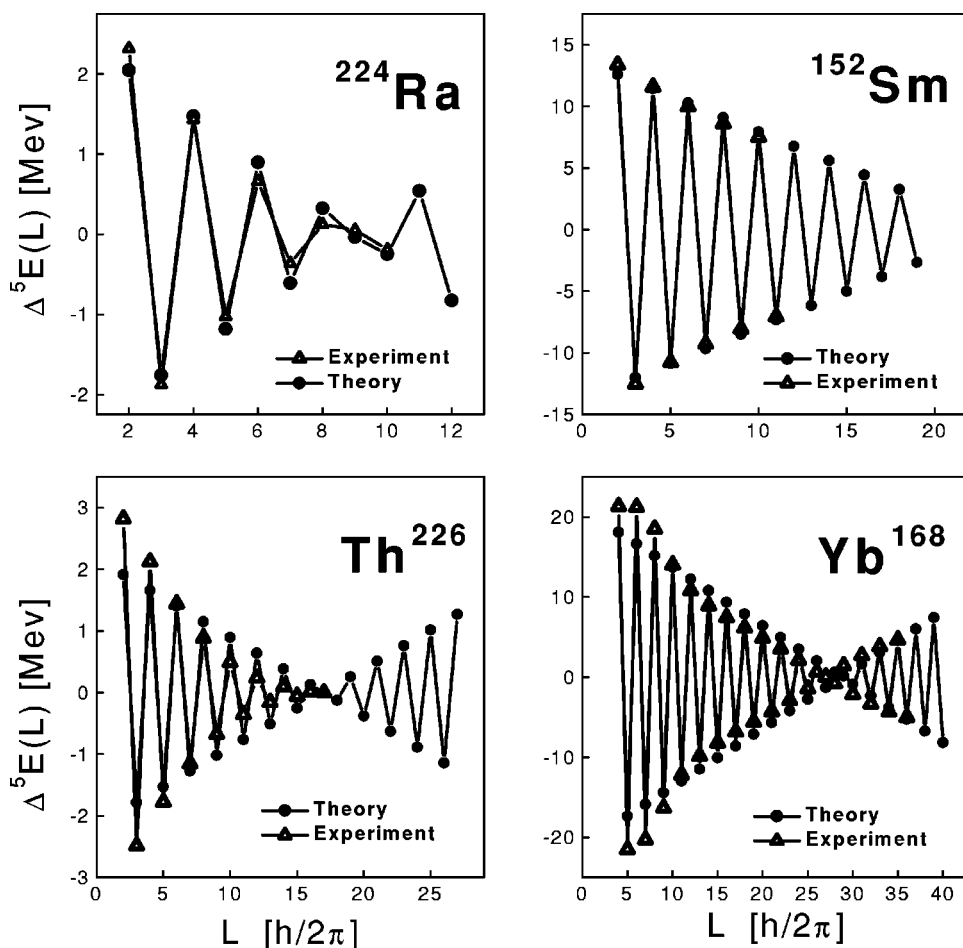 Δ⁵E(L) [Mev]
2
1
0
-1
-2
²²⁴Ra
Experiment
Theory
2 4 6 8 10 12
15
10
5
0
-5
-10
-15
¹⁵²Sm
Theory
Experiment
0 5 10 15 20
Δ⁵E(L) [Mev]
3
2
1
0
-1
-2
-3
Th²²⁶
Theory
Experiment
0 5 10 15 20 25
L [h/2π]
20
10
0
-10
-20
Yb¹⁶⁸
Theory
Experiment
0 5 10 15 20 25 30 35 40
L [h/2π]